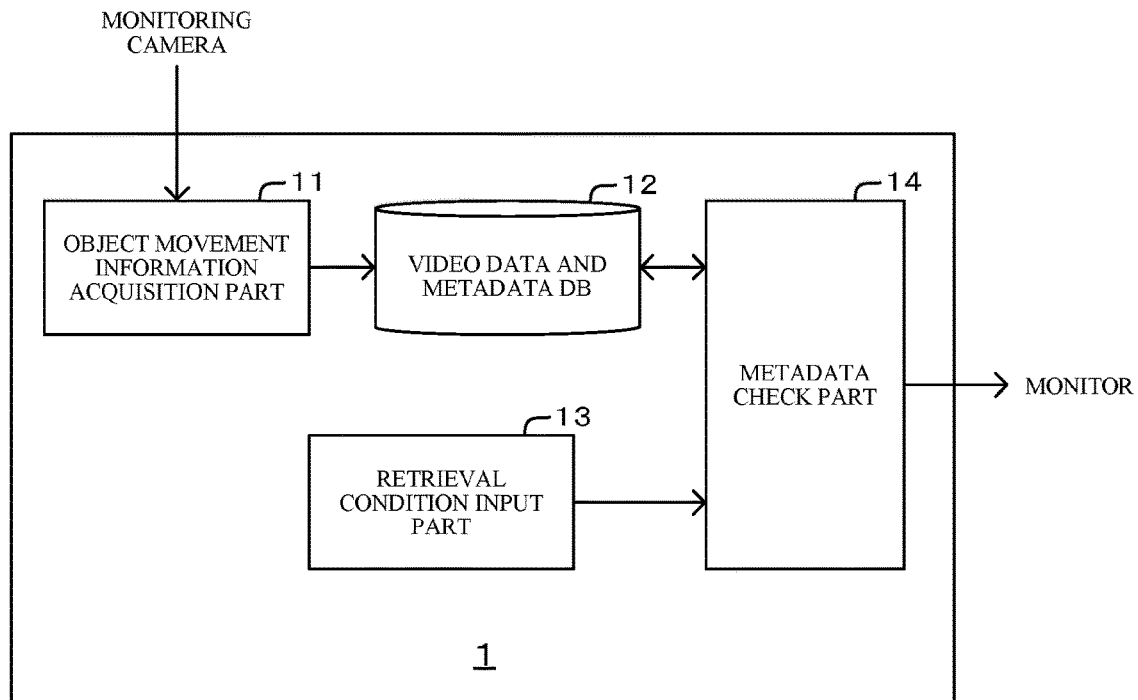 MONITORING
CAMERA
11
OBJECT MOVEMENT
INFORMATION
ACQUISITION PART
12
VIDEO DATA AND
METADATA DB
14
METADATA
CHECK PART
MONITOR
13
RETRIEVAL
CONDITION INPUT
PART
1